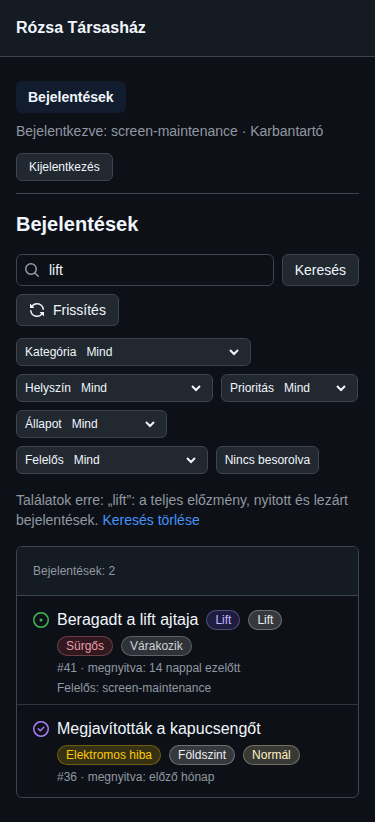 Rózsa Társasház
Bejelentések
Bejelentkezve: screen-maintenance · Karbantartó
Kijelentkezés
Bejelentések
lift
Keresés
Frissítés
Kategória Mind
Helyszín Mind
Prioritás Mind
Állapot Mind
Felelős Mind
Nincs besorolva
Találatok erre: „lift”: a teljes előzmény, nyitott és lezárt
bejelentések. Keresés törlése
Bejelentések: 2
Beragadt a lift ajtaja Lift Lift
Sürgős Várakozik
#41 · megnyitva: 14 nappal ezelőtt
Felelős: screen-maintenance
Megjavították a kapucsengőt
Elektromos hiba Földszint Normál
#36 · megnyitva: előző hónap